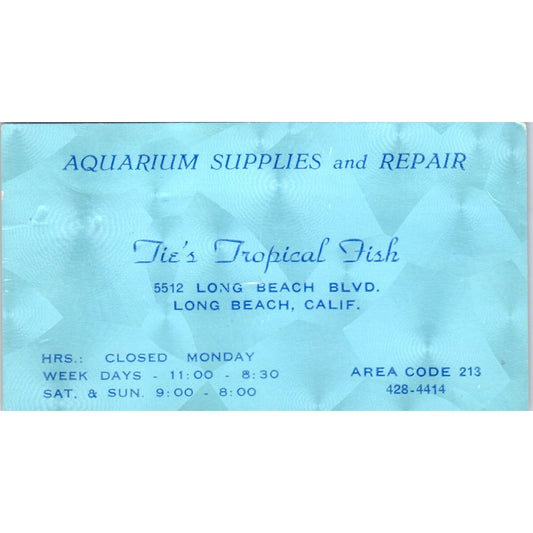 AQUARIUM SUPPLIES and REPAIR
Tie's Tropical Fish
5512 LONG BEACH BLVD.
LONG BEACH, CALIF.
HRS.: CLOSED MONDAY
WEEK DAYS - 11:00 - 8:30
SAT. & SUN. 9:00 - 8:00
AREA CODE 213
428-4414